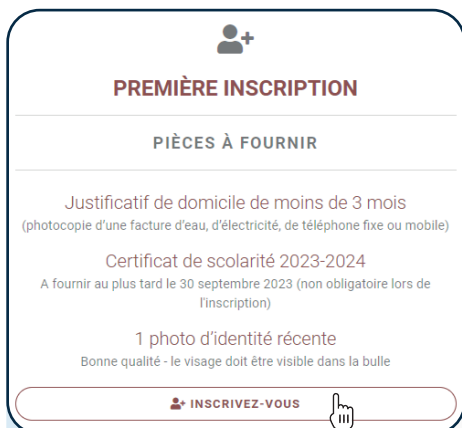 PREMIÈRE INSCRIPTION
PIÈCES À FOURNIR
Justificatif de domicile de moins de 3 mois
(photocopie d'une facture d'eau, d'électricité, de téléphone fixe ou mobile)
Certificat de scolarité 2023-2024
A fournir au plus tard le 30 septembre 2023 (non obligatoire lors de
l'inscription)
1 photo d'identité récente
Bonne qualité - le visage doit être visible dans la bulle
INSCRIVEZ-VOUS